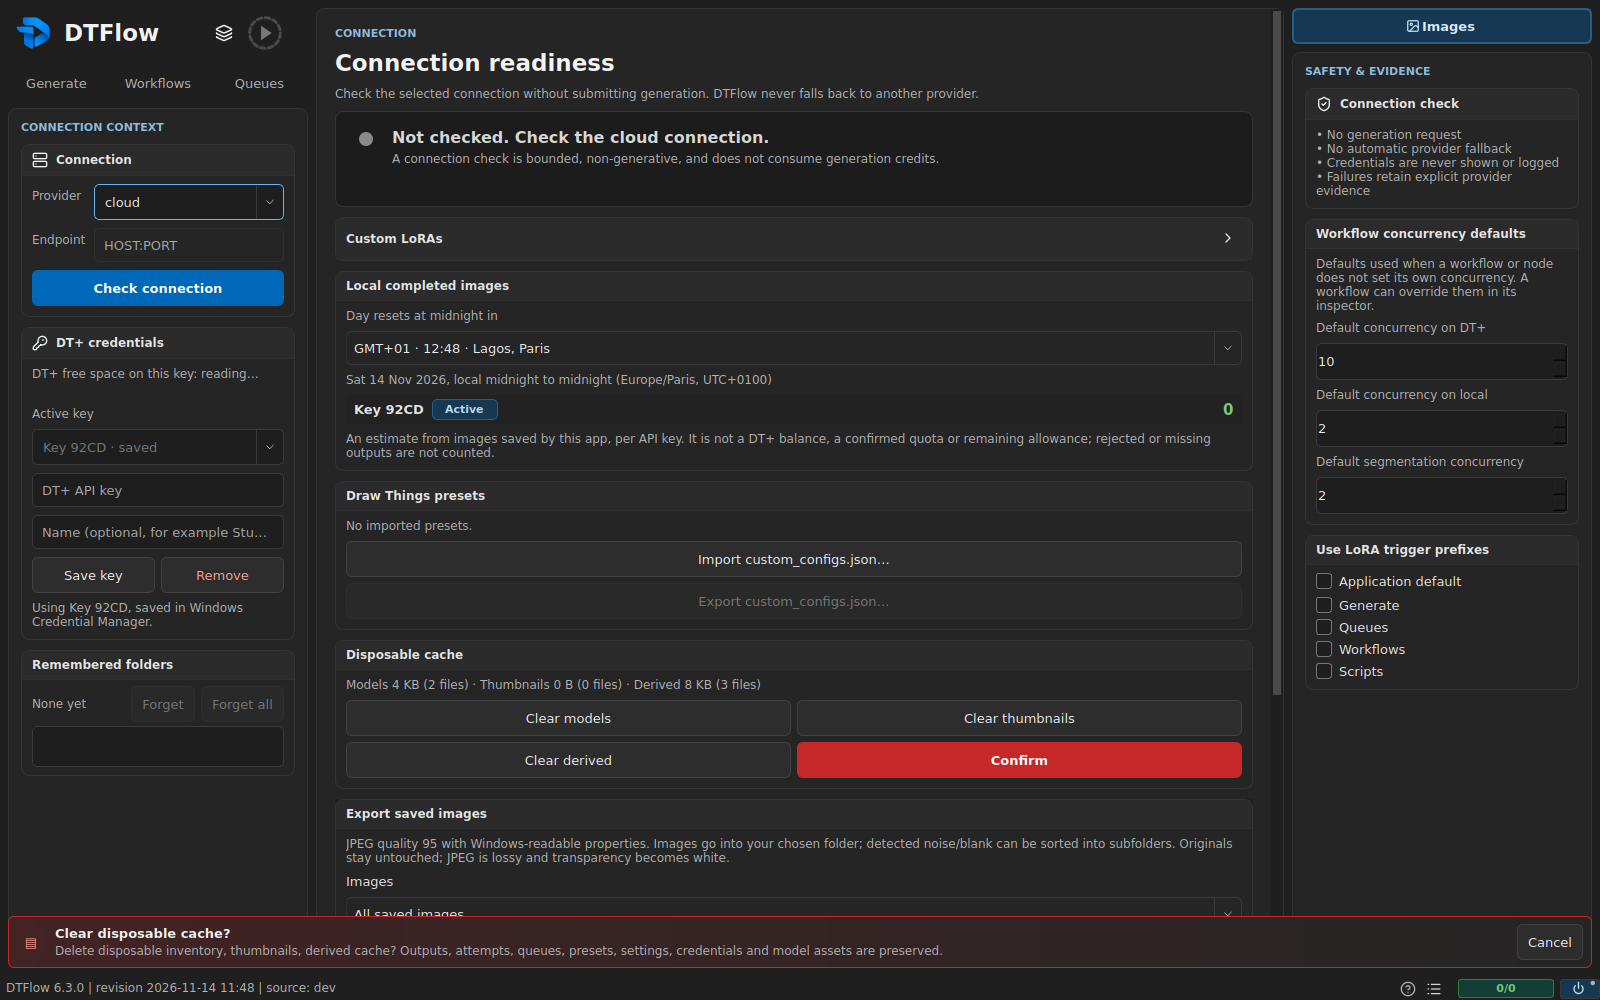 DTFlow
Generate
Workflows
Queues
CONNECTION CONTEXT
Connection
Provider
cloud
Endpoint
HOST:PORT
Check connection
DT+ credentials
DT+ free space on this key: reading…
Active key
Key 92CD · saved
DT+ API key
Name (optional, for example Stu…
Save key
Remove
Using Key 92CD, saved in Windows
Credential Manager.
Remembered folders
None yet
Forget
Forget all
CONNECTION
Connection readiness
Check the selected connection without submitting generation. DTFlow never falls back to another provider.
Not checked. Check the cloud connection.
A connection check is bounded, non-generative, and does not consume generation credits.
Custom LoRAs
Local completed images
Day resets at midnight in
GMT+01 · 12:48 · Lagos, Paris
Sat 14 Nov 2026, local midnight to midnight (Europe/Paris, UTC+0100)
Key 92CD
Active
0
An estimate from images saved by this app, per API key. It is not a DT+ balance, a confirmed quota or remaining allowance; rejected or missing
outputs are not counted.
Draw Things presets
No imported presets.
Import custom_configs.json…
Export custom_configs.json…
Disposable cache
Models 4 KB (2 files) · Thumbnails 0 B (0 files) · Derived 8 KB (3 files)
Clear models
Clear thumbnails
Clear derived
Confirm
Export saved images
JPEG quality 95 with Windows-readable properties. Images go into your chosen folder; detected noise/blank can be sorted into subfolders. Originals
stay untouched; JPEG is lossy and transparency becomes white.
Images
All saved images
Images
SAFETY & EVIDENCE
Connection check
• No generation request
• No automatic provider fallback
• Credentials are never shown or logged
• Failures retain explicit provider
evidence
Workflow concurrency defaults
Defaults used when a workflow or node
does not set its own concurrency. A
workflow can override them in its
inspector.
Default concurrency on DT+
10
Default concurrency on local
2
Default segmentation concurrency
2
Use LoRA trigger prefixes
Application default
Generate
Queues
Workflows
Scripts
Clear disposable cache?
Delete disposable inventory, thumbnails, derived cache? Outputs, attempts, queues, presets, settings, credentials and model assets are preserved.
Cancel
DTFlow 6.3.0 | revision 2026-11-14 11:48 | source: dev
0/0